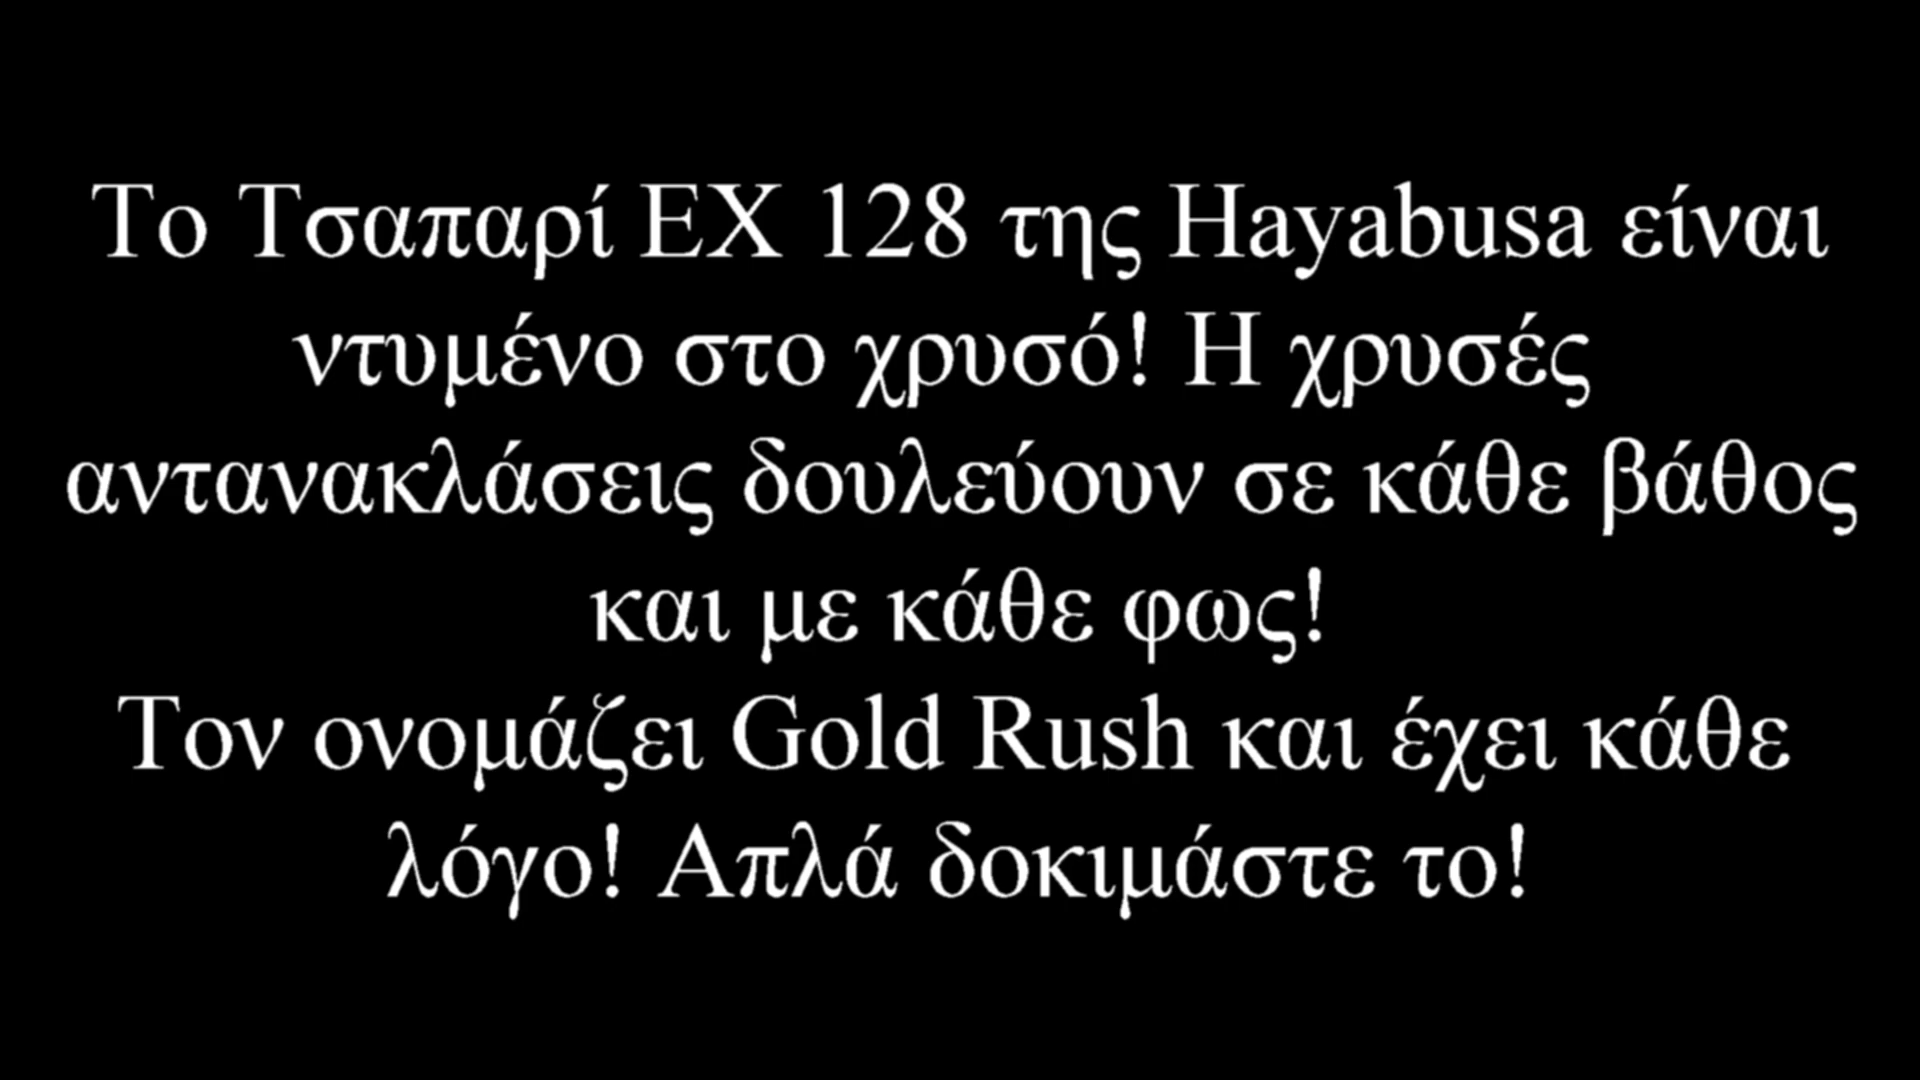 Το Τσαπαρί EX 128 της Hayabusa είναι
ντυμένο στο χρυσό! Η χρυσές
αντανακλάσεις δουλεύουν σε κάθε βάθος
και με κάθε φως!
Τον ονομάζει Gold Rush και έχει κάθε
λόγο! Απλά δοκιμάστε το!